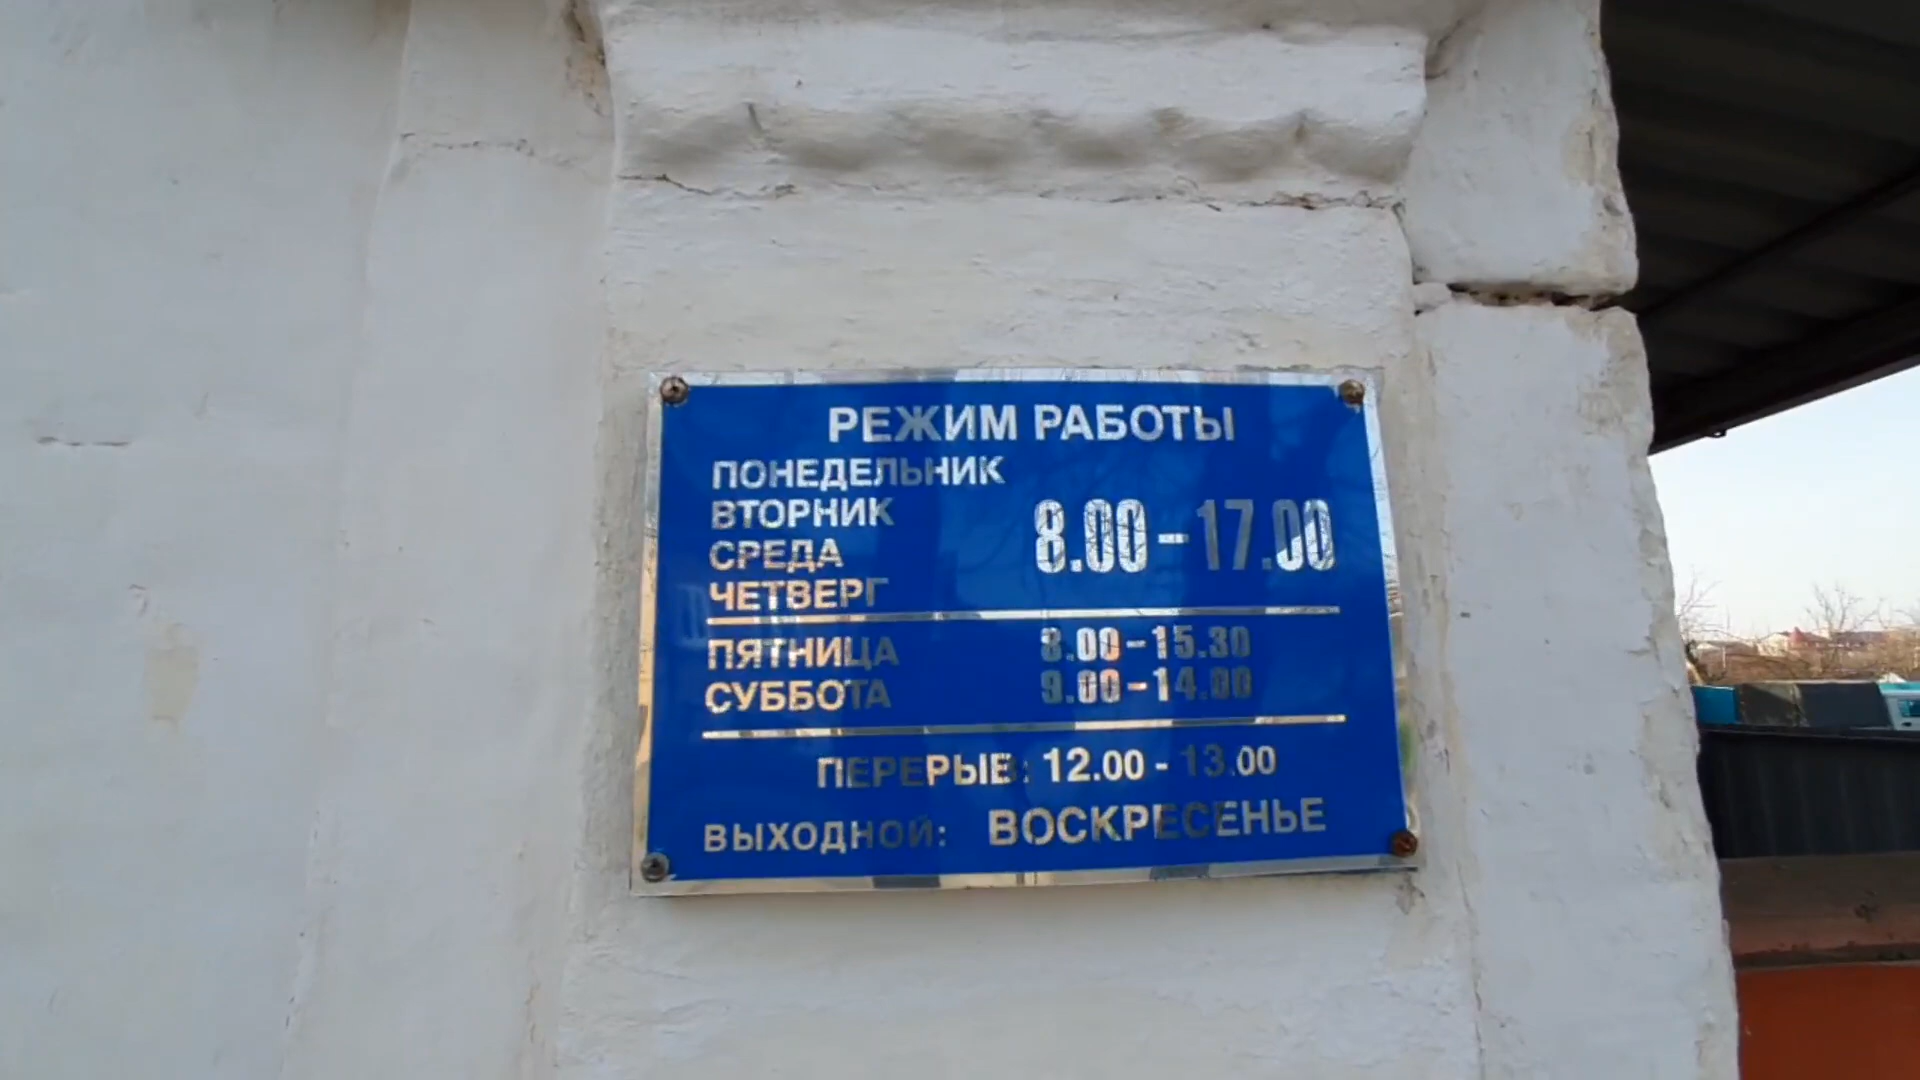 РЕЖИМ РАБОТЫ
ПОНЕДЕЛЬНИК
ВТОРНИК
СРЕДА
ЧЕТВЕРГ
8.00-17.00
ПЯТНИЦА 8.00-15.30
СУББОТА 9.00-14.00
ПЕРЕРЫВ: 12.00 - 13.00
ВЫХОДНОЙ: ВОСКРЕСЕНЬЕ